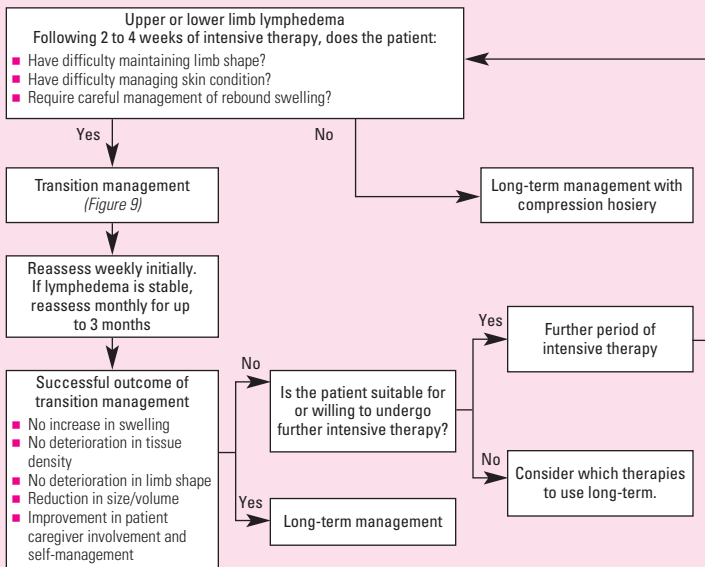 Upper or lower limb lymphedema
Following 2 to 4 weeks of intensive therapy, does the patient:
■ Have difficulty maintaining limb shape?
■ Have difficulty managing skin condition?
■ Require careful management of rebound swelling?
Yes
No
Transition management
(Figure 9)
Long-term management with
compression hosiery
Reassess weekly initially.
If lymphedema is stable,
reassess monthly for up
to 3 months
Successful outcome of
transition management
■ No increase in swelling
■ No deterioration in tissue
density
■ No deterioration in limb shape
■ Reduction in size/volume
■ Improvement in patient
caregiver involvement and
self-management
No
Is the patient suitable for
or willing to undergo
further intensive therapy?
Yes
Long-term management
Yes
Further period of
intensive therapy
No
Consider which therapies
to use long-term.